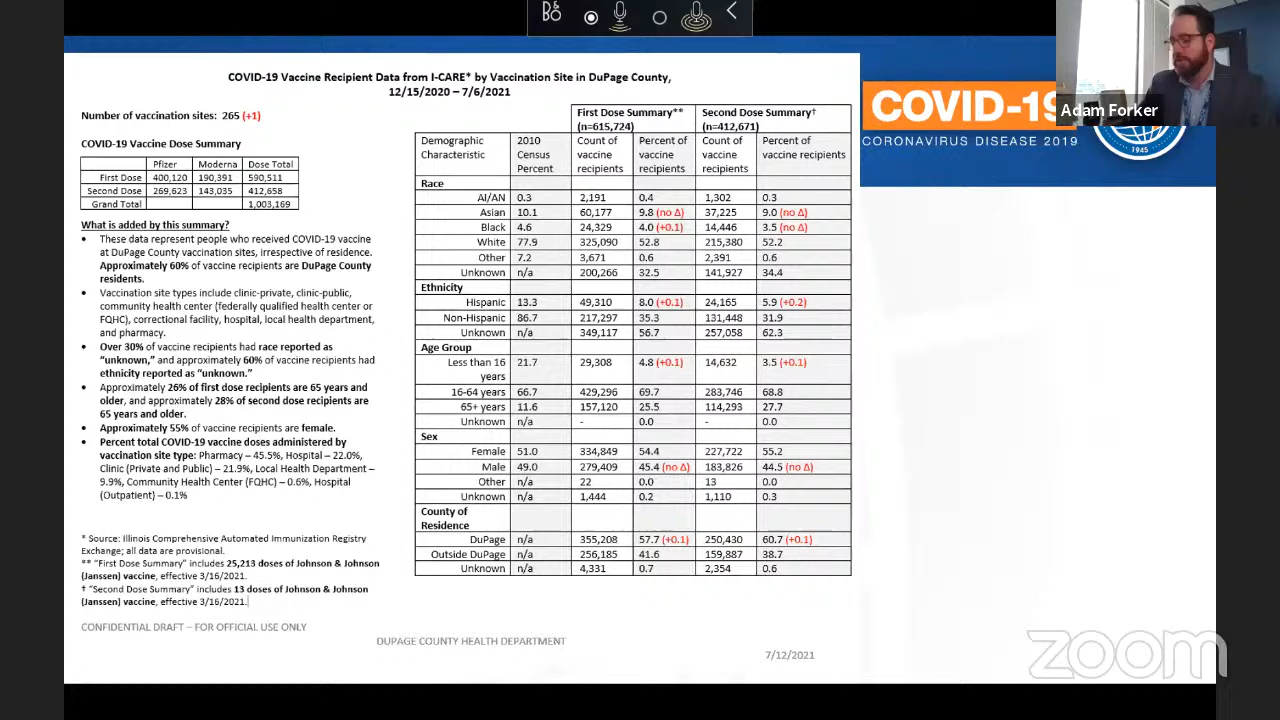 BO
Adam Forker
COVID-19
CORONAVIRUS DISEASE 2019
1945
COVID-19 Vaccine Recipient Data from I-CARE* by Vaccination Site in DuPage County,
12/15/2020 – 7/6/2021
Number of vaccination sites: 265 (+1)
COVID-19 Vaccine Dose Summary
Pfizer Moderna Dose Total
First Dose 400,120 190,391 590,511
Second Dose 269,623 143,035 412,658
Grand Total 1,003,169
What is added by this summary?
• These data represent people who received COVID-19 vaccine
at DuPage County vaccination sites, irrespective of residence.
Approximately 60% of vaccine recipients are DuPage County
residents.
• Vaccination site types include clinic-private, clinic-public,
community health center (federally qualified health center or
FQHC), correctional facility, hospital, local health department,
and pharmacy.
• Over 30% of vaccine recipients had race reported as
“unknown,” and approximately 60% of vaccine recipients had
ethnicity reported as “unknown.”
• Approximately 26% of first dose recipients are 65 years and
older, and approximately 28% of second dose recipients are
65 years and older.
• Approximately 55% of vaccine recipients are female.
• Percent total COVID-19 vaccine doses administered by
vaccination site type: Pharmacy – 45.5%, Hospital – 22.0%,
Clinic (Private and Public) – 21.9%, Local Health Department –
9.9%, Community Health Center (FQHC) – 0.6%, Hospital
(Outpatient) – 0.1%
* Source: Illinois Comprehensive Automated Immunization Registry
Exchange; all data are provisional.
** “First Dose Summary” includes 25,213 doses of Johnson & Johnson
(Janssen) vaccine, effective 3/16/2021.
† “Second Dose Summary” includes 13 doses of Johnson & Johnson
(Janssen) vaccine, effective 3/16/2021.
First Dose Summary** Second Dose Summary†
(n=615,724) (n=412,671)
Demographic 2010 Count of Percent of Count of Percent of
Characteristic Census vaccine vaccine vaccine vaccine recipients
Percent recipients recipients recipients
Race
AI/AN 0.3 2,191 0.4 1,302 0.3
Asian 10.1 60,177 9.8 (no Δ) 37,225 9.0 (no Δ)
Black 4.6 24,329 4.0 (+0.1) 14,446 3.5 (no Δ)
White 77.9 325,090 52.8 215,380 52.2
Other 7.2 3,671 0.6 2,391 0.6
Unknown n/a 200,266 32.5 141,927 34.4
Ethnicity
Hispanic 13.3 49,310 8.0 (+0.1) 24,165 5.9 (+0.2)
Non-Hispanic 86.7 217,297 35.3 131,448 31.9
Unknown n/a 349,117 56.7 257,058 62.3
Age Group
Less than 16 21.7 29,308 4.8 (+0.1) 14,632 3.5 (+0.1)
years
16-64 years 66.7 429,296 69.7 283,746 68.8
65+ years 11.6 157,120 25.5 114,293 27.7
Unknown n/a - 0.0 - 0.0
Sex
Female 51.0 334,849 54.4 227,722 55.2
Male 49.0 279,409 45.4 (no Δ) 183,826 44.5 (no Δ)
Other n/a 22 0.0 13 0.0
Unknown n/a 1,444 0.2 1,110 0.3
County of
Residence
DuPage n/a 355,208 57.7 (+0.1) 250,430 60.7 (+0.1)
Outside DuPage n/a 256,185 41.6 159,887 38.7
Unknown n/a 4,331 0.7 2,354 0.6
CONFIDENTIAL DRAFT – FOR OFFICIAL USE ONLY
DUPAGE COUNTY HEALTH DEPARTMENT
7/12/2021
zoom